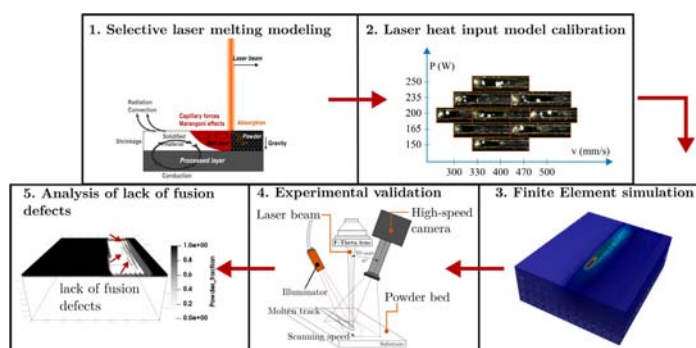 1. Selective laser melting modeling
Laser beam
Radiation
Connection
Capillary forces
Marangoni effects
Absorption
Powder
Shrinkage
Solidified
material
Gravity
Processed layer
Conduction
2. Laser heat input model calibration
P (W)
250
235
200
165
150
300 330 400 470 500
v (mm/s)
5. Analysis of lack of fusion
defects
1.0e+00
0.8
0.6
0.4
0.2
0.0e+00
Powder_fraction
lack of fusion
defects
4. Experimental validation
Laser beam
High-speed
camera
F-Theta lens
Illuminator
Powder bed
Molten track
Scanning speed
Substrate
3. Finite Element simulation